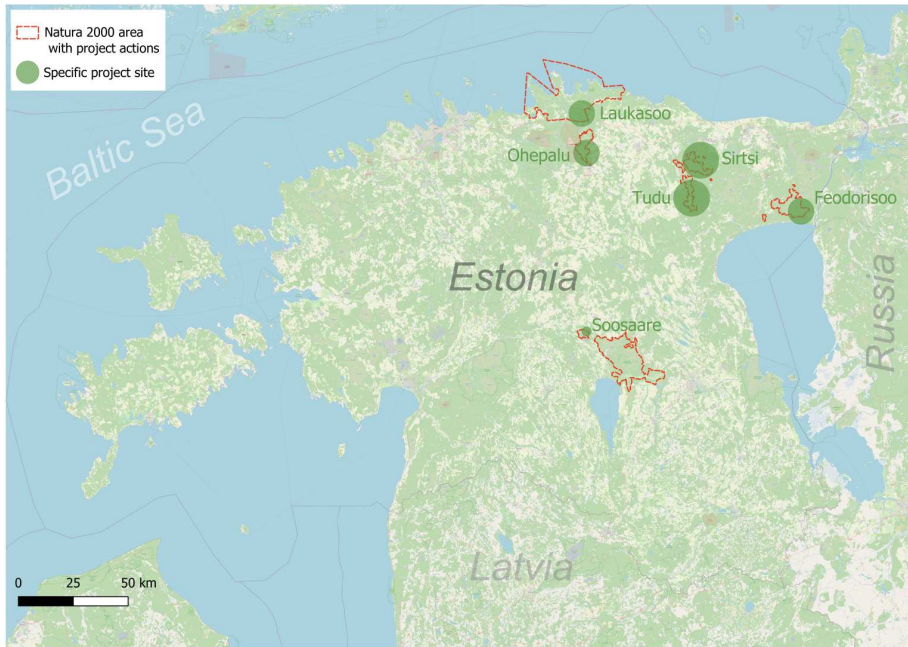 Natura 2000 area
with project actions
Specific project site
Baltic Sea
Laukasoo
Ohepalu
Sirtsi
Tudu
Feodorisoo
Estonia
Russia
Soosaare
Latvia
0 25 50 km